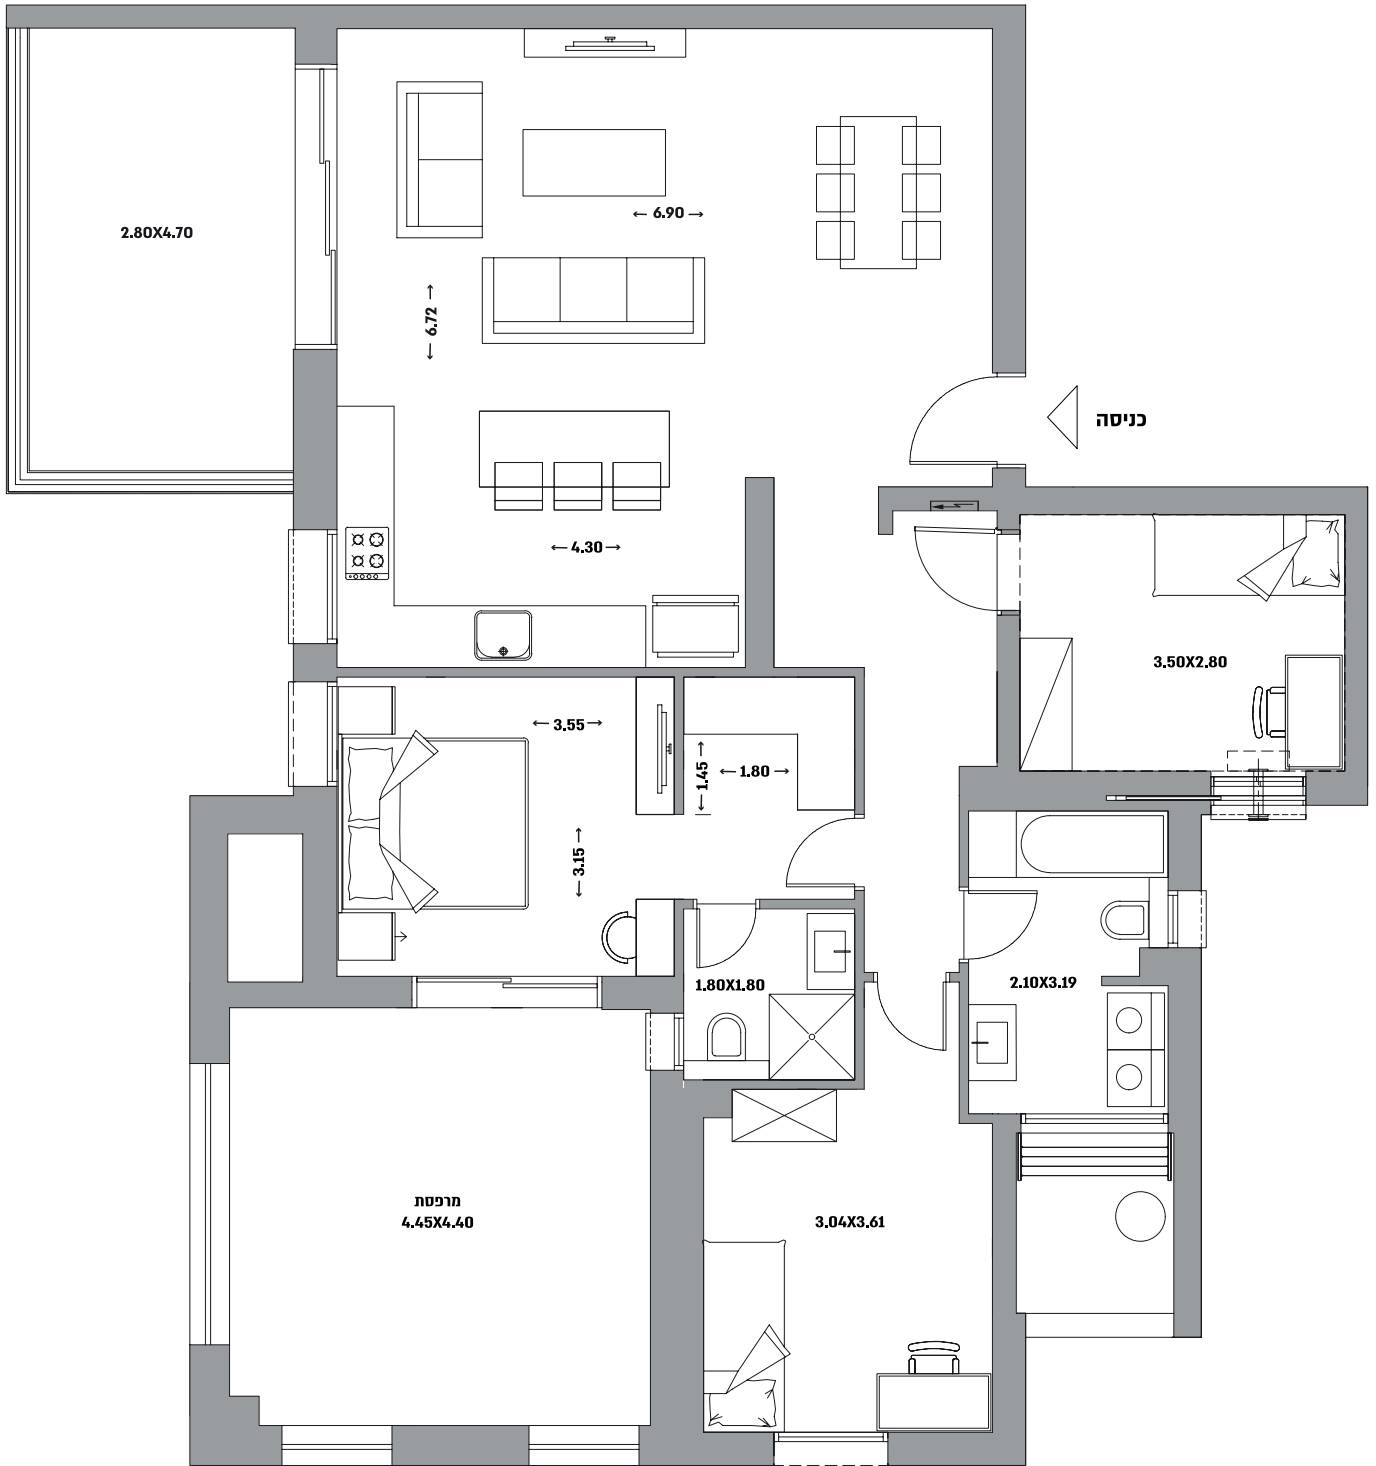 2.80X4.70
← 6.90 →
← 6.72 →
כניסה
← 4.30 →
3.50X2.80
← 3.55 →
← 1.45 →
← 1.80 →
← 3.15 →
1.80X1.80
2.10X3.19
מרפסת
4.45X4.40
3.04X3.61